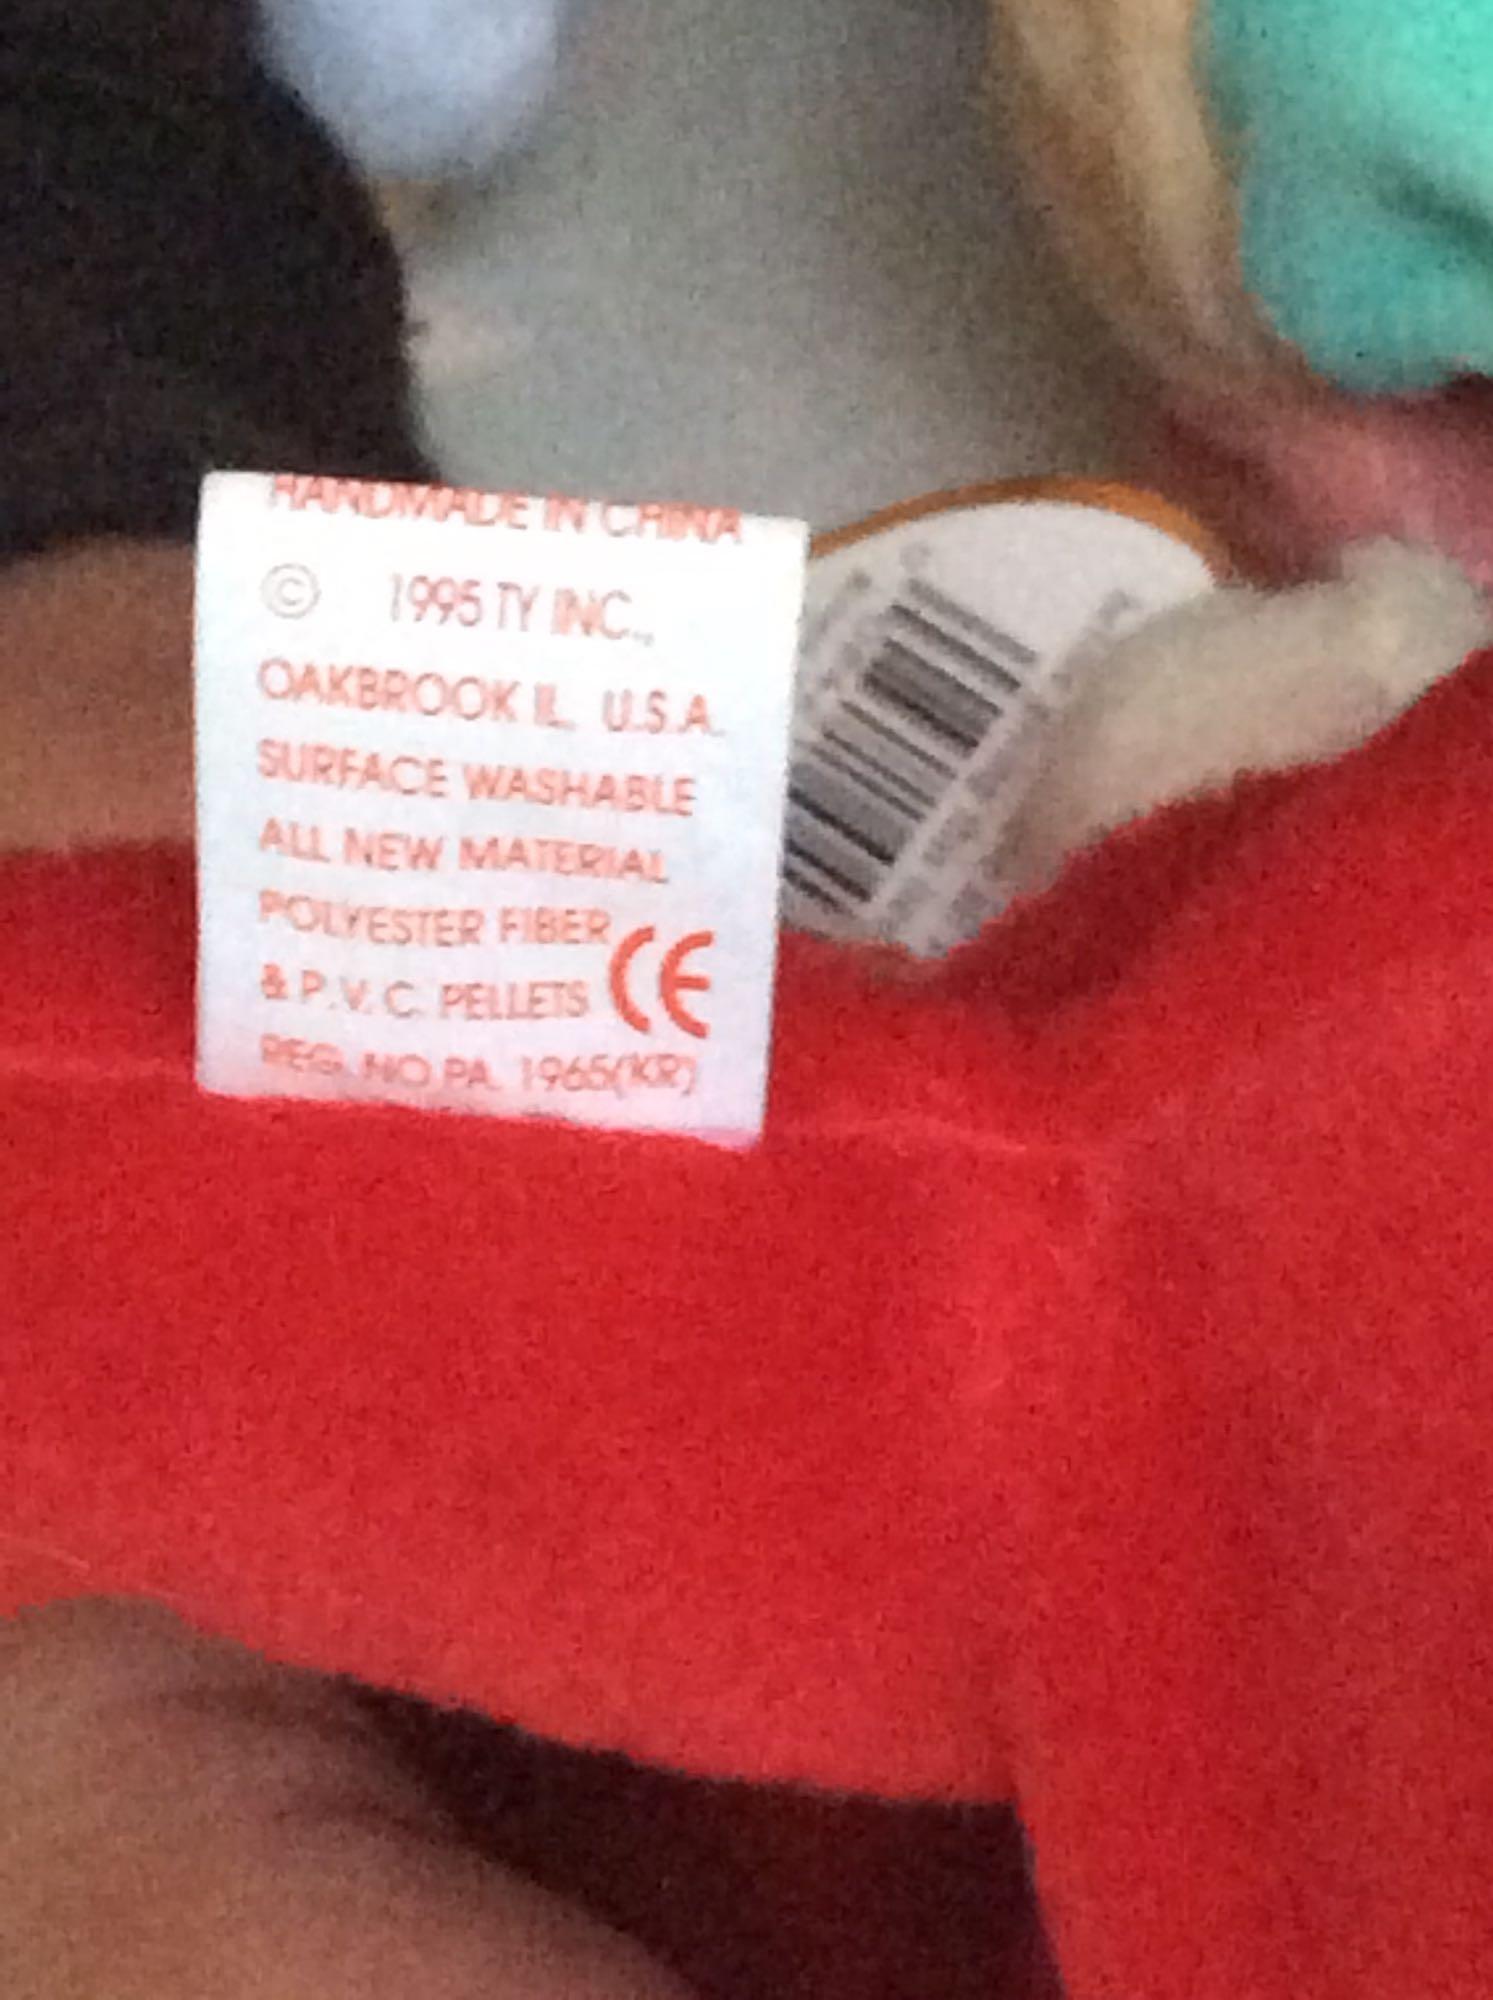 HANDMADE IN CHINA
© 1995 TY INC.,
OAKBROOK IL. U.S.A.
SURFACE WASHABLE
ALL NEW MATERIAL
POLYESTER FIBER
& P.V.C. PELLETS CE
REG. NO PA. 1965(KR)